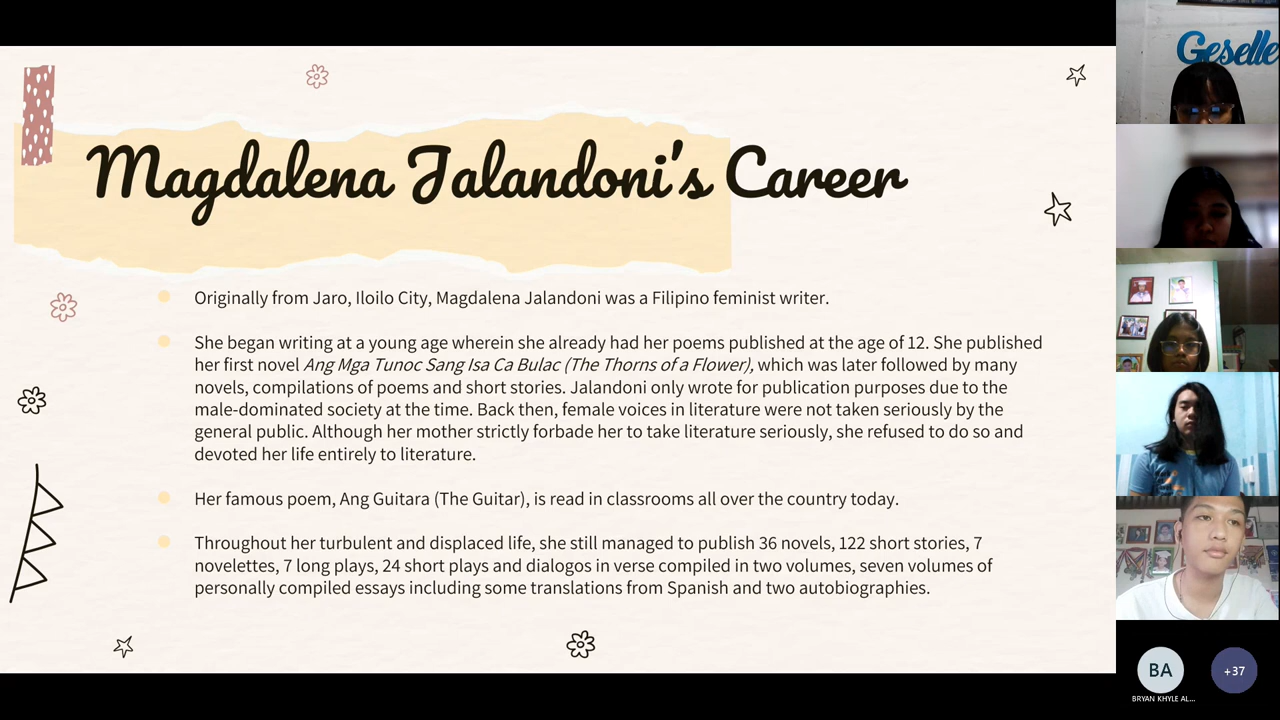 Magdalena Jalandoni's Career
Originally from Jaro, Iloilo City, Magdalena Jalandoni was a Filipino feminist writer.
She began writing at a young age wherein she already had her poems published at the age of 12. She published
her first novel Ang Mga Tunoc Sang Isa Ca Bulac (The Thorns of a Flower), which was later followed by many
novels, compilations of poems and short stories. Jalandoni only wrote for publication purposes due to the
male-dominated society at the time. Back then, female voices in literature were not taken seriously by the
general public. Although her mother strictly forbade her to take literature seriously, she refused to do so and
devoted her life entirely to literature.
Her famous poem, Ang Guitara (The Guitar), is read in classrooms all over the country today.
Throughout her turbulent and displaced life, she still managed to publish 36 novels, 122 short stories, 7
novelettes, 7 long plays, 24 short plays and dialogos in verse compiled in two volumes, seven volumes of
personally compiled essays including some translations from Spanish and two autobiographies.
Geselle
BA
+37
BRYAN KHYLE AL...